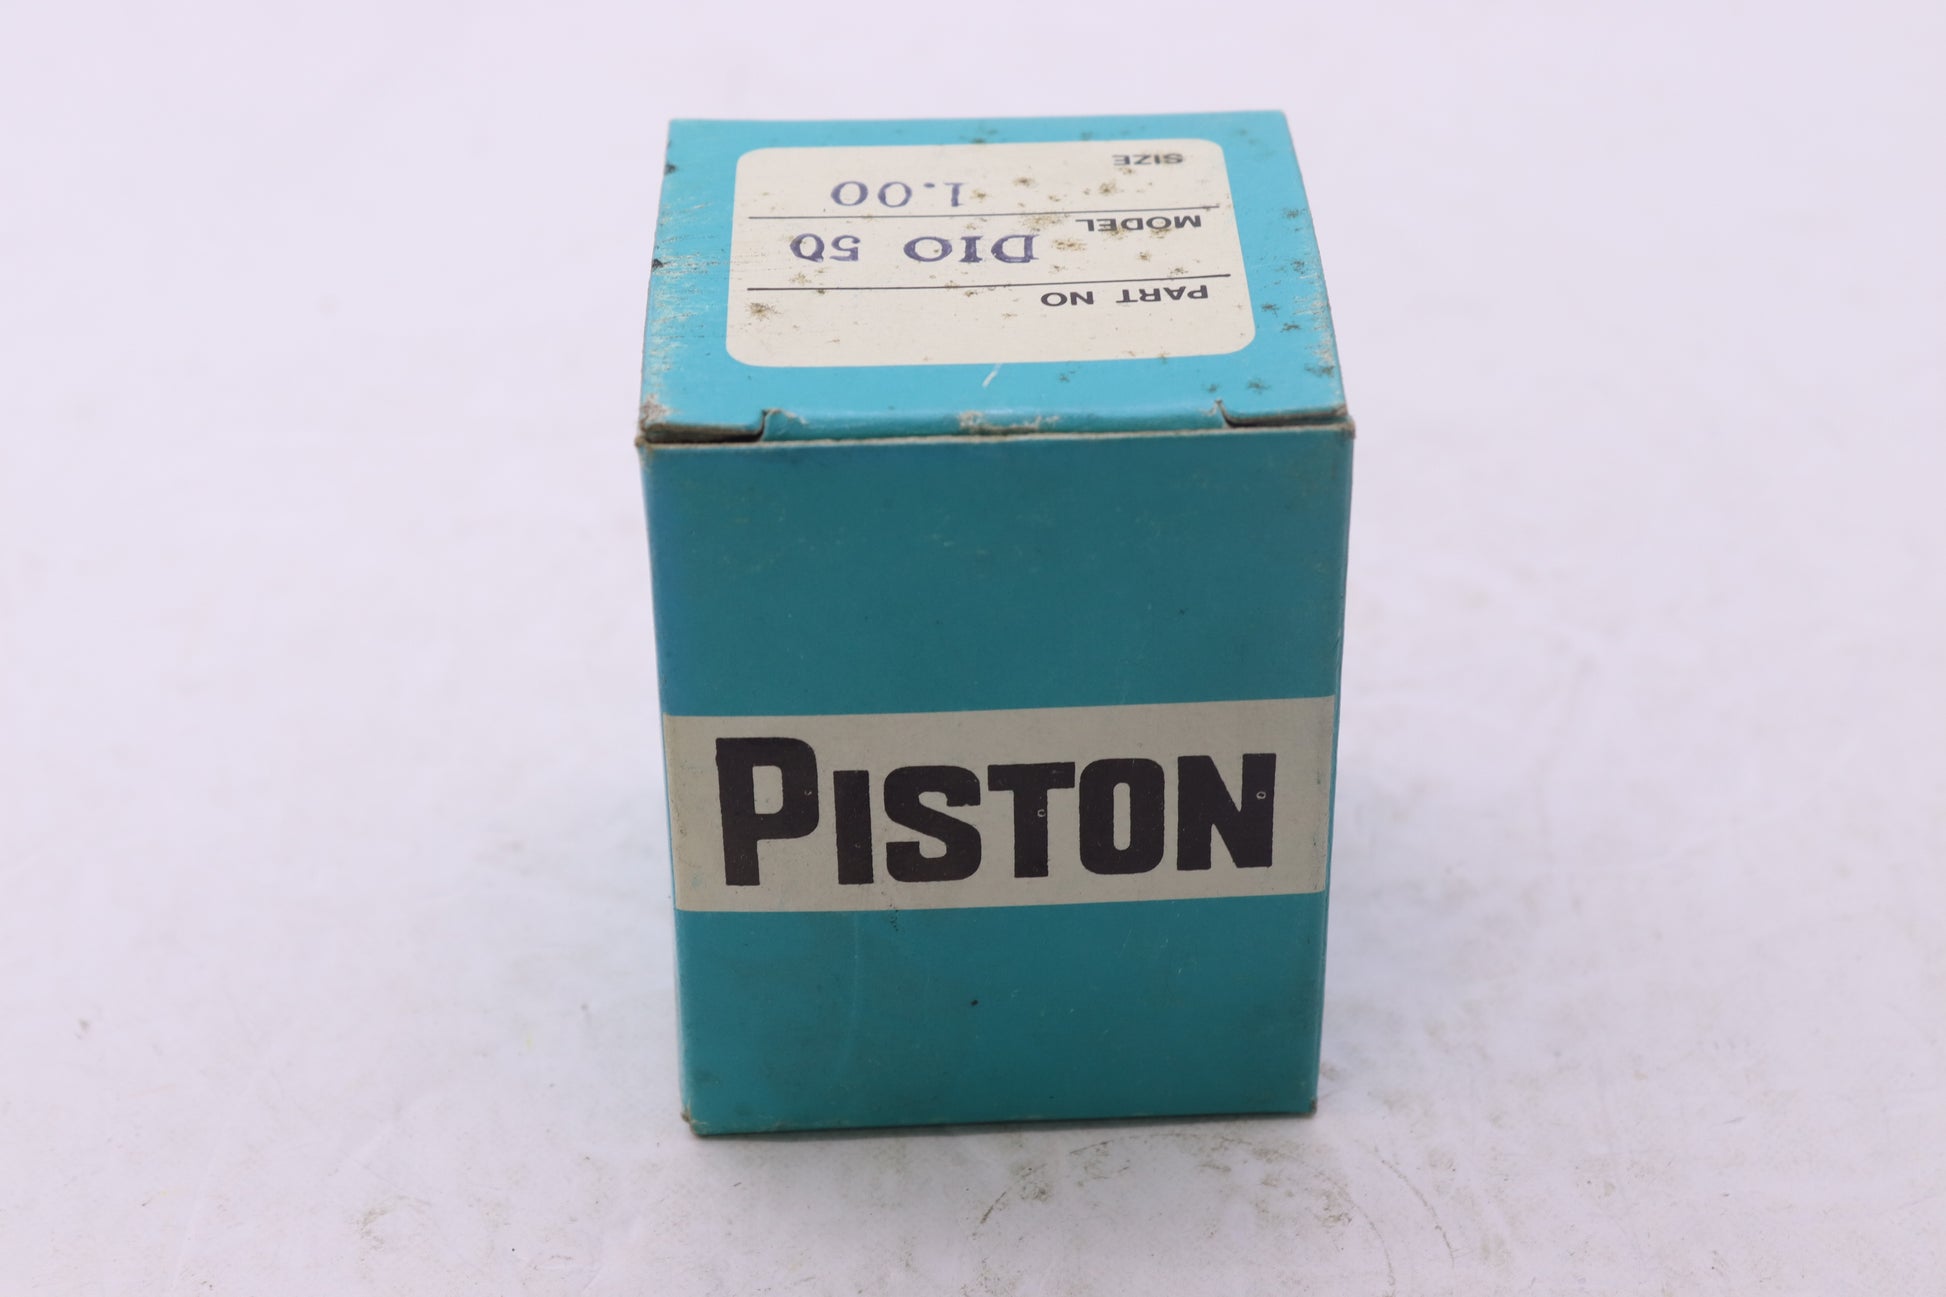 PART NO
MODEL DIO 50
SIZE 1.00
PISTON